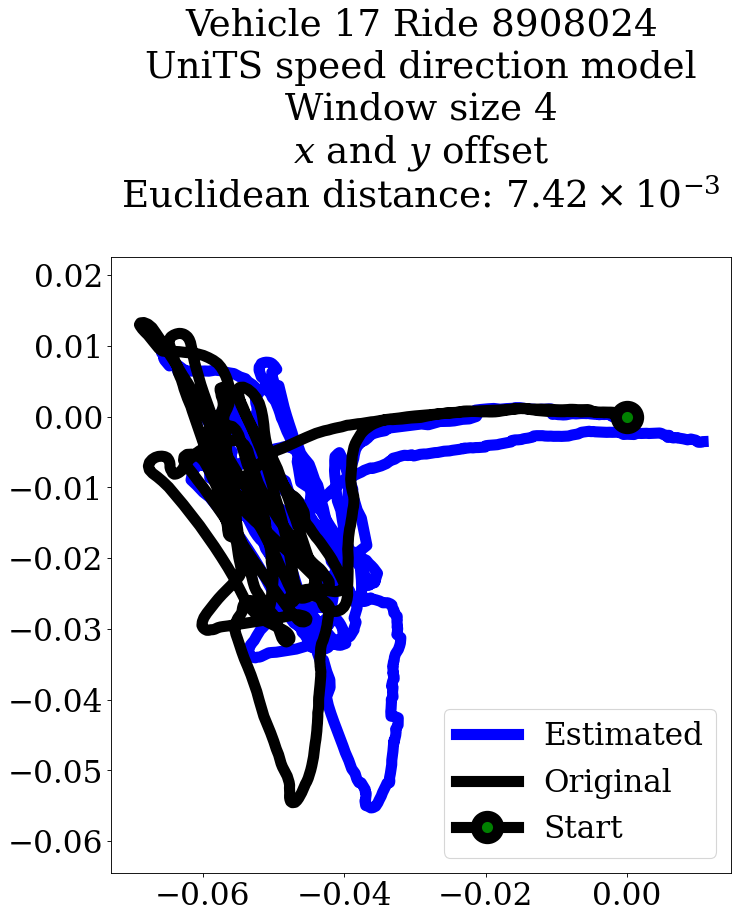 Vehicle 17 Ride 8908024
UniTS speed direction model
Window size 4
x and y offset
Euclidean distance: 7.42 × 10⁻³
0.02
0.01
0.00
−0.01
−0.02
−0.03
−0.04
−0.05
−0.06
Estimated
Original
Start
−0.06 −0.04 −0.02 0.00